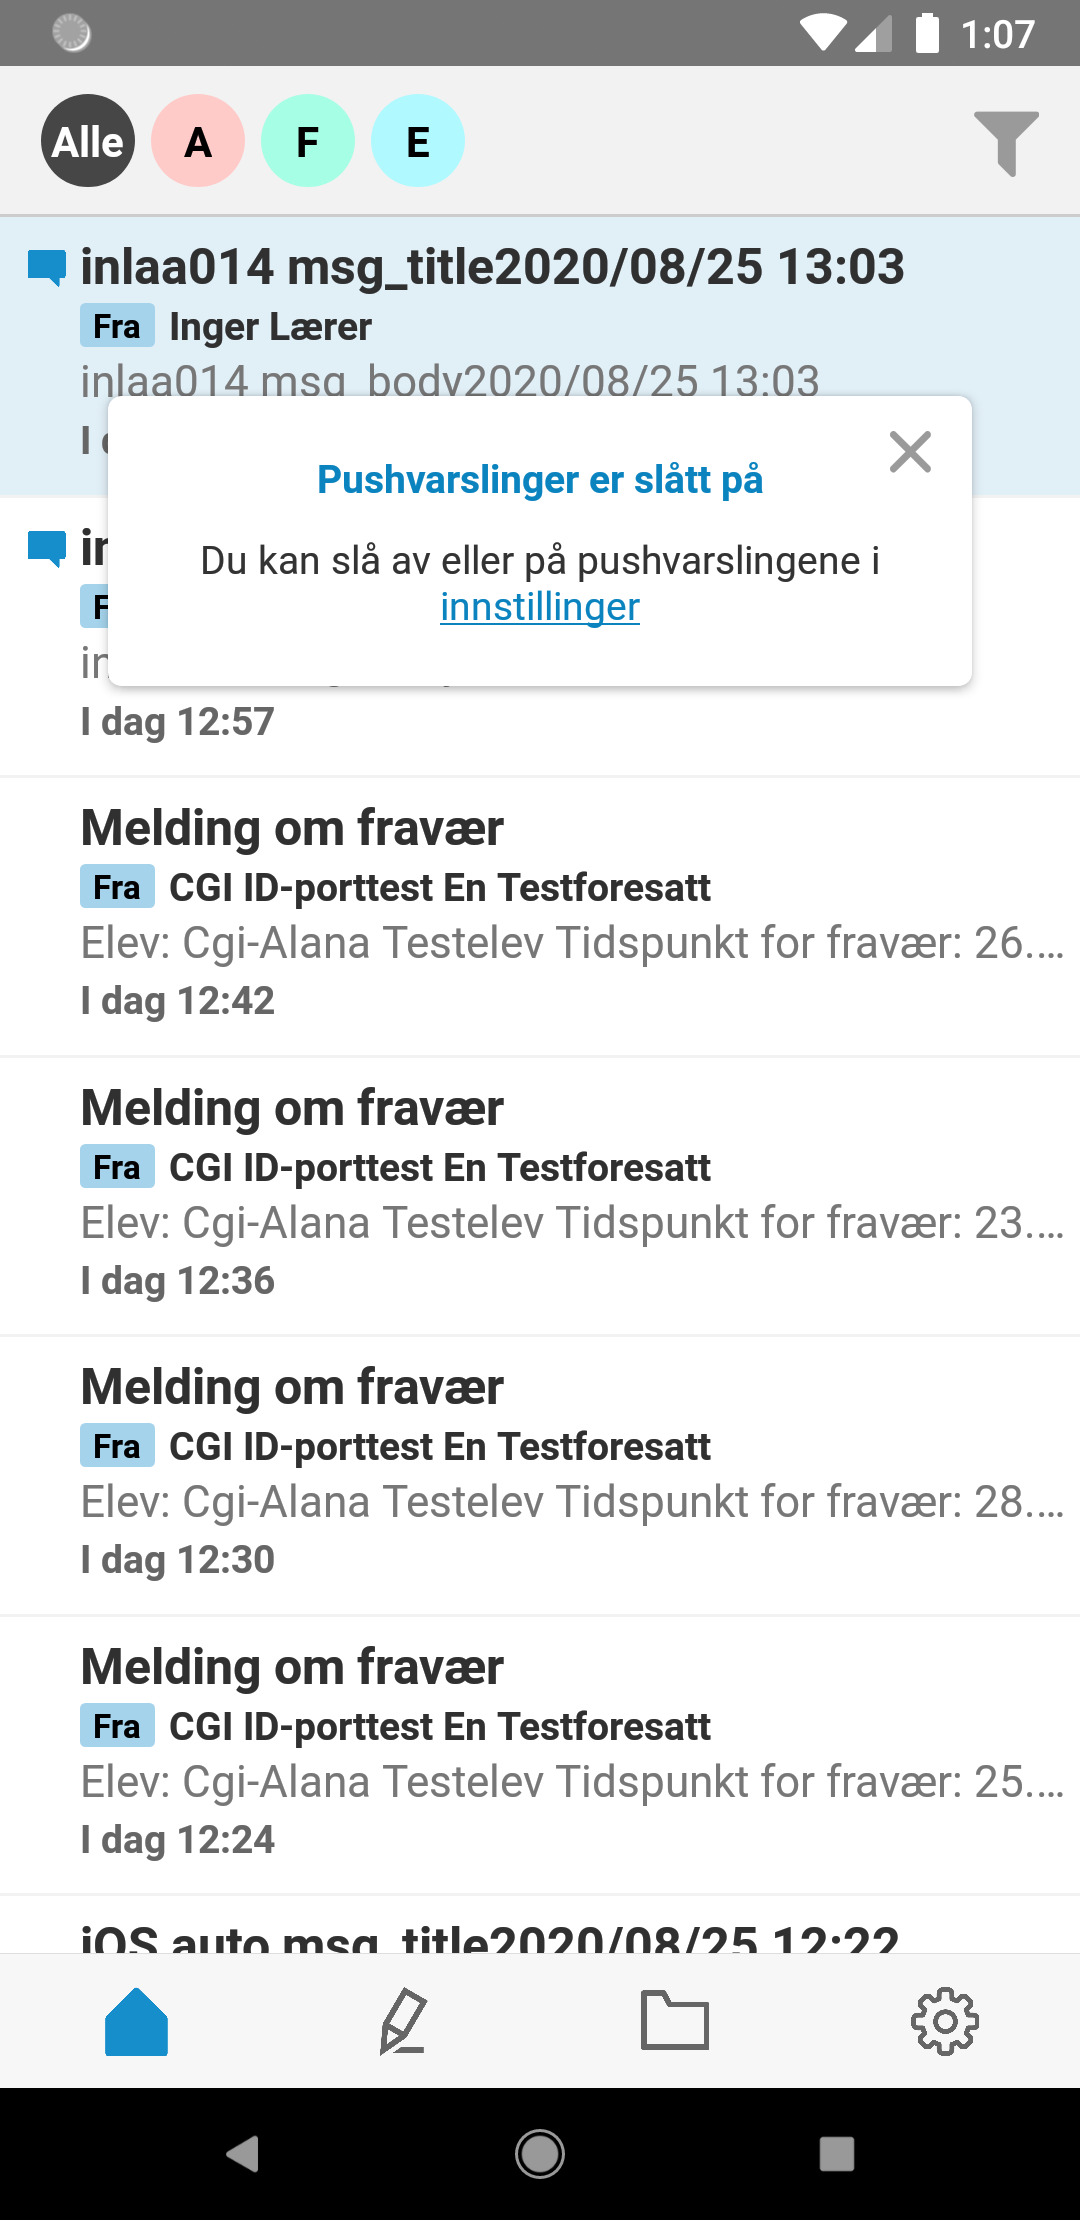 1:07
Alle A F E
inlaa014 msg_title2020/08/25 13:03
Fra Inger Lærer
inlaa014 msg_body2020/08/25 13:03
Pushvarslinger er slått på
Du kan slå av eller på pushvarslingene i
innstillinger
I dag 12:57
Melding om fravær
Fra CGI ID-porttest En Testforesatt
Elev: Cgi-Alana Testelev Tidspunkt for fravær: 26....
I dag 12:42
Melding om fravær
Fra CGI ID-porttest En Testforesatt
Elev: Cgi-Alana Testelev Tidspunkt for fravær: 23....
I dag 12:36
Melding om fravær
Fra CGI ID-porttest En Testforesatt
Elev: Cgi-Alana Testelev Tidspunkt for fravær: 28....
I dag 12:30
Melding om fravær
Fra CGI ID-porttest En Testforesatt
Elev: Cgi-Alana Testelev Tidspunkt for fravær: 25....
I dag 12:24
iOS auto msg_title2020/08/25 12:22